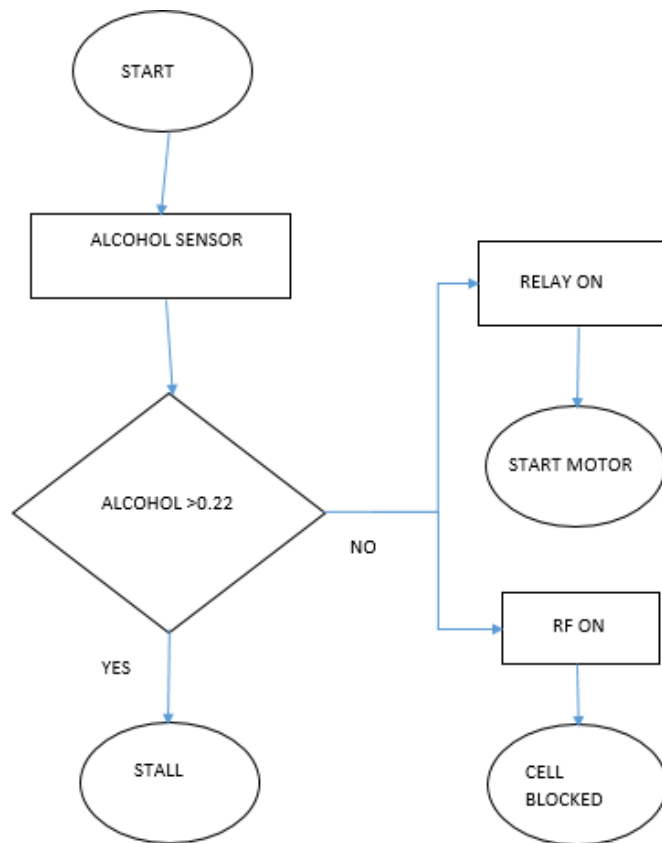 START
ALCOHOL SENSOR
RELAY ON
START MOTOR
ALCOHOL >0.22
NO
RF ON
YES
STALL
CELL
BLOCKED